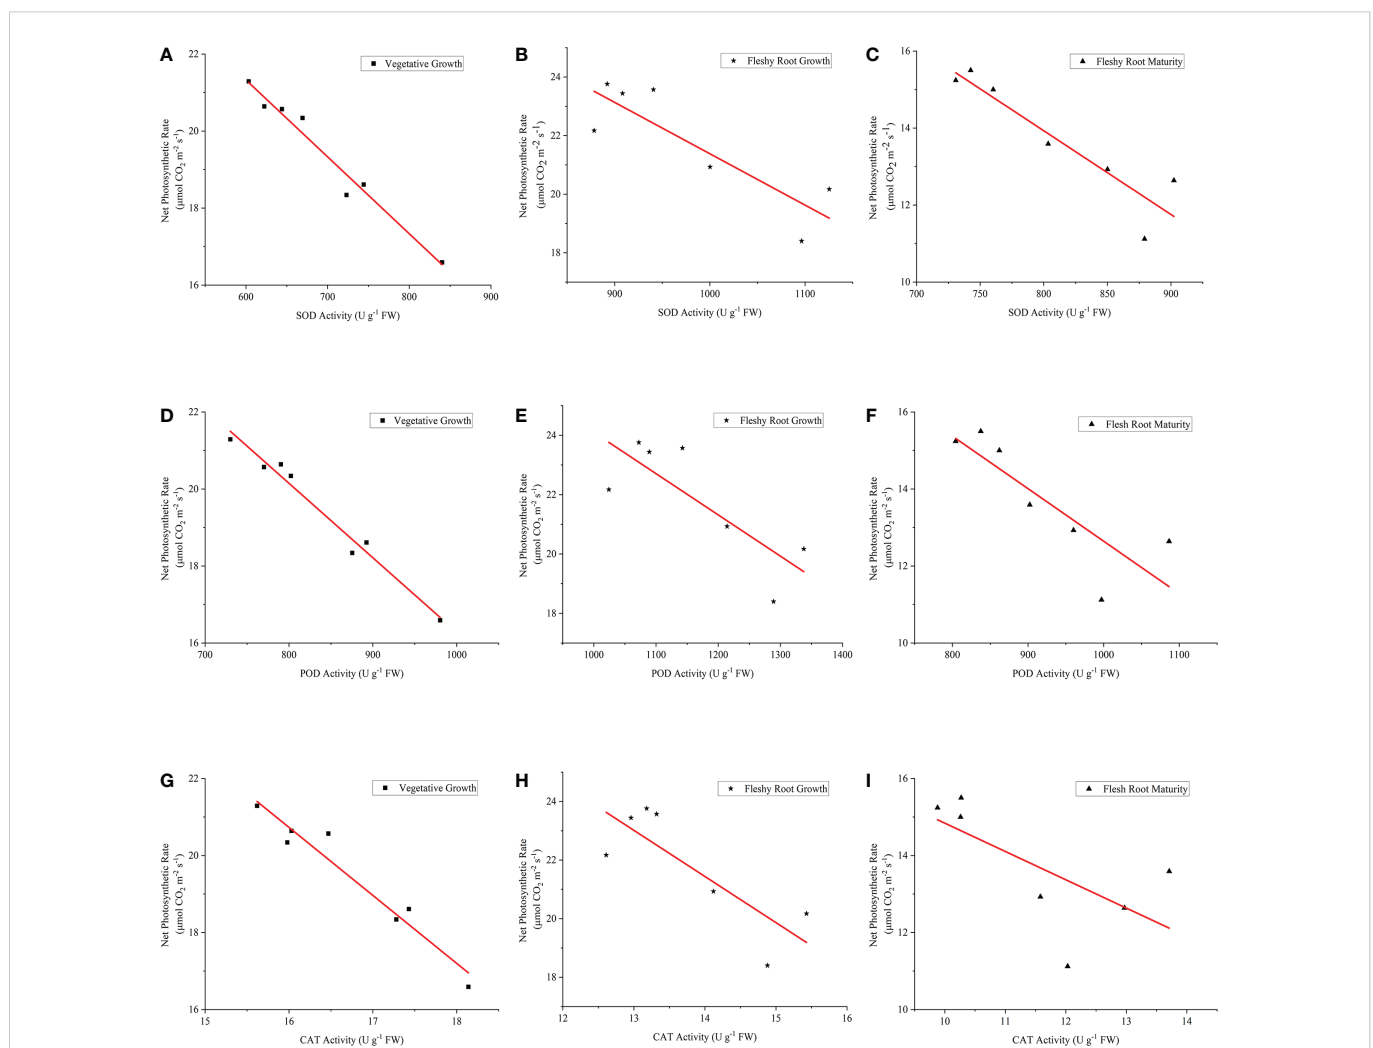 A
Vegetative Growth
Net Photosynthetic Rate
(μmol CO₂ m⁻² s⁻¹)
22
20
18
16
600 700 800 900
SOD Activity (U g⁻¹ FW)
B
Fleshy Root Growth
Net Photosynthetic Rate
(μmol CO₂ m⁻² s⁻¹)
24
22
20
18
900 1000 1100
SOD Activity (U g⁻¹ FW)
C
Fleshy Root Maturity
Net Photosynthetic Rate
(μmol CO₂ m⁻² s⁻¹)
16
14
12
10
700 750 800 850 900
SOD Activity (U g⁻¹ FW)
D
Vegetative Growth
Net Photosynthetic Rate
(μmol CO₂ m⁻² s⁻¹)
22
20
18
16
700 800 900 1000
POD Activity (U g⁻¹ FW)
E
Fleshy Root Growth
Net Photosynthetic Rate
(μmol CO₂ m⁻² s⁻¹)
24
22
20
18
1000 1100 1200 1300 1400
POD Activity (U g⁻¹ FW)
F
Flesh Root Maturity
Net Photosynthetic Rate
(μmol CO₂ m⁻² s⁻¹)
16
14
12
10
800 900 1000 1100
POD Activity (U g⁻¹ FW)
G
Vegetative Growth
Net Photosynthetic Rate
(μmol CO₂ m⁻² s⁻¹)
22
20
18
16
15 16 17 18
CAT Activity (U g⁻¹ FW)
H
Fleshy Root Growth
Net Photosynthetic Rate
(μmol CO₂ m⁻² s⁻¹)
24
22
20
18
12 13 14 15 16
CAT Activity (U g⁻¹ FW)
I
Flesh Root Maturity
Net Photosynthetic Rate
(μmol CO₂ m⁻² s⁻¹)
16
14
12
10
10 11 12 13 14
CAT Activity (U g⁻¹ FW)